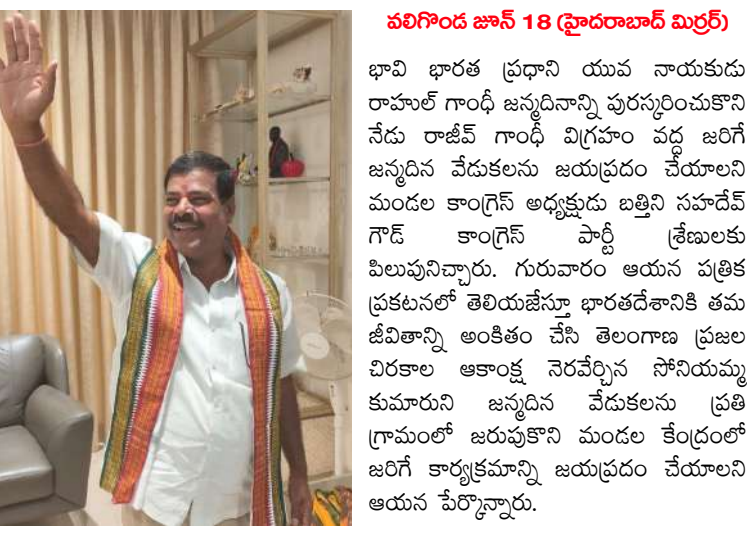 వలిగొండ జూన్ 18 (హైదరాబాద్ మిర్రర్)
భావి భారత ప్రధాని యువ నాయకుడు
రాహుల్ గాంధీ జన్మదినాన్ని పురస్కరించుకొని
నేడు రాజీవ్ గాంధీ విగ్రహం వద్ద జరిగే
జన్మదిన వేడుకలను జయప్రదం చేయాలని
మండల కాంగ్రెస్ అధ్యక్షుడు బత్తిని సహదేవ్
గౌడ్ కాంగ్రెస్ పార్టీ శ్రేణులకు
పిలుపునిచ్చారు. గురువారం ఆయన పత్రిక
ప్రకటనలో తెలియజేస్తూ భారతదేశానికి తమ
జీవితాన్ని అంకితం చేసి తెలంగాణ ప్రజల
చిరకాల ఆకాంక్ష నెరవేర్చిన సోనియమ్మ
కుమారుని జన్మదిన వేడుకలను ప్రతి
గ్రామంలో జరుపుకొని మండల కేంద్రంలో
జరిగే కార్యక్రమాన్ని జయప్రదం చేయాలని
ఆయన పేర్కొన్నారు.